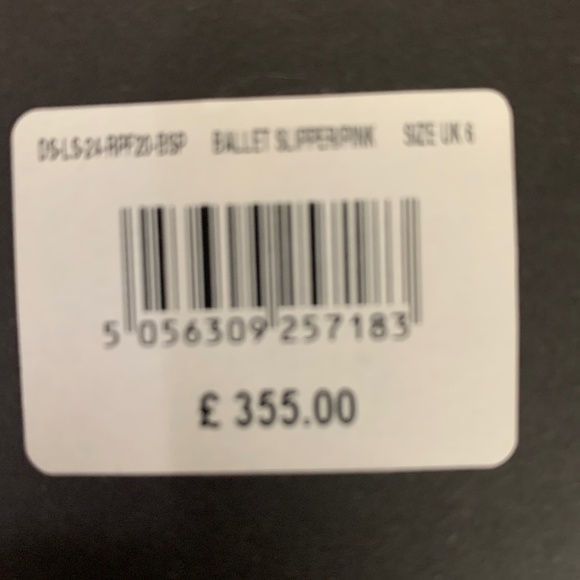 DS-LS-24-RPF20-BSP BALLET SLIPPER/PINK SIZE UK 6
5 056309 257183
£ 355.00